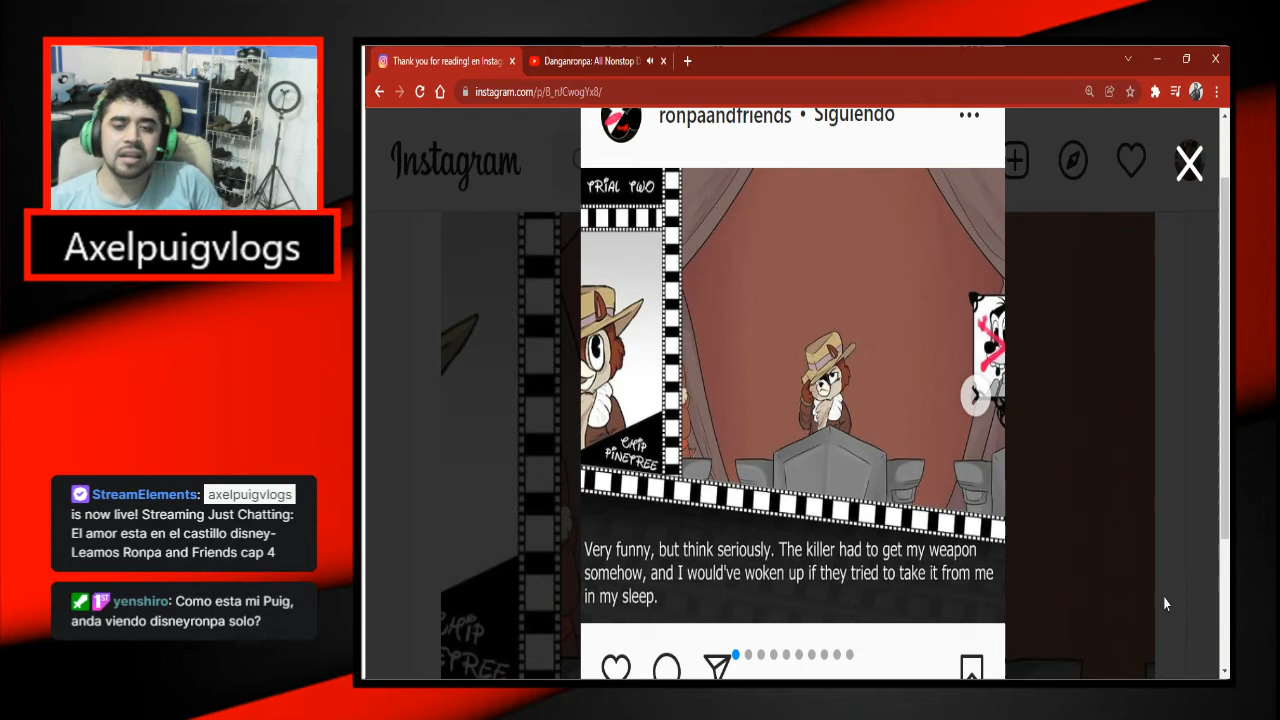 Thank you for reading! en Instag
Danganronpa: All Nonstop D
instagram.com/p/B_nJCwogYx8/
ronpaandfriends • Siguiendo
Instagram
TRIAL TWO
CHIP
PINETREE
CHIP
Very funny, but think seriously. The killer had to get my weapon
somehow, and I would've woken up if they tried to take it from me
in my sleep.
Axelpuigvlogs
StreamElements: axelpuigvlogs
is now live! Streaming Just Chatting:
El amor esta en el castillo disney-
Leamos Ronpa and Friends cap 4
1ST yenshiro: Como esta mi Puig,
anda viendo disneyronpa solo?